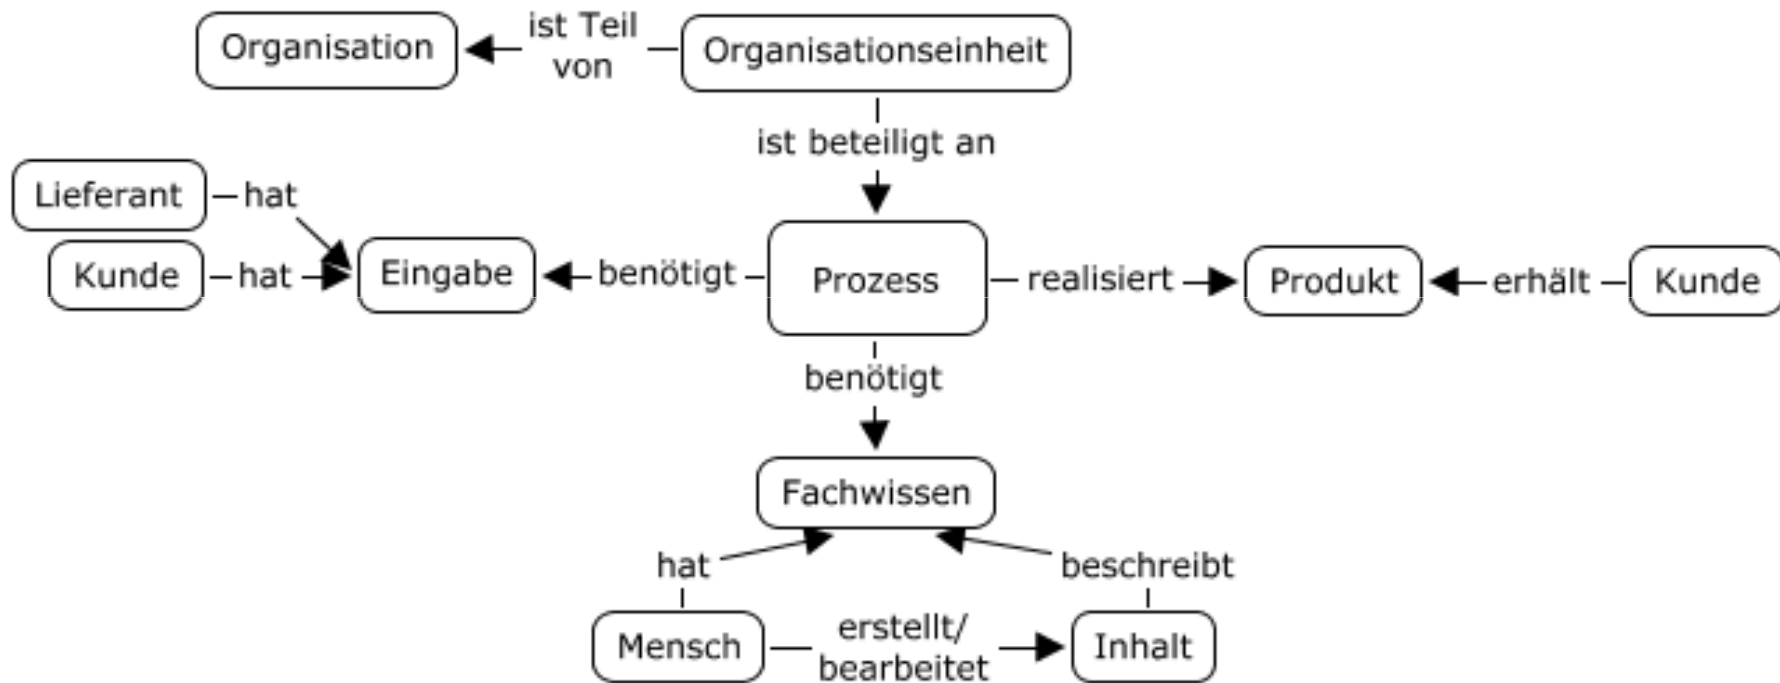 Organisation
ist Teil
von
Organisationseinheit
ist beteiligt an
Lieferant
hat
Kunde
hat
Eingabe
benötigt
Prozess
realisiert
Produkt
erhält
Kunde
benötigt
Fachwissen
hat
beschreibt
Mensch
erstellt/
bearbeitet
Inhalt